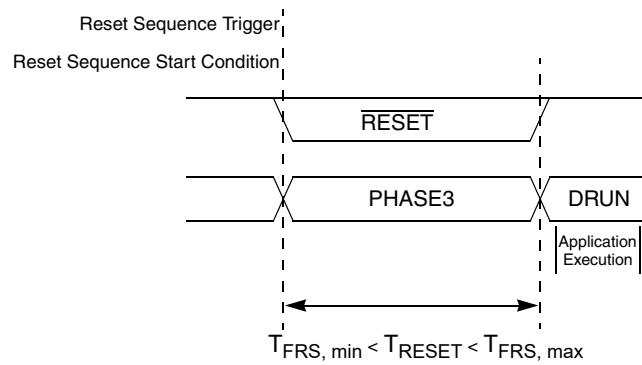 Reset Sequence Trigger
Reset Sequence Start Condition
RESET
PHASE3
DRUN
Application
Execution
TFRS, min < TRESET < TFRS, max